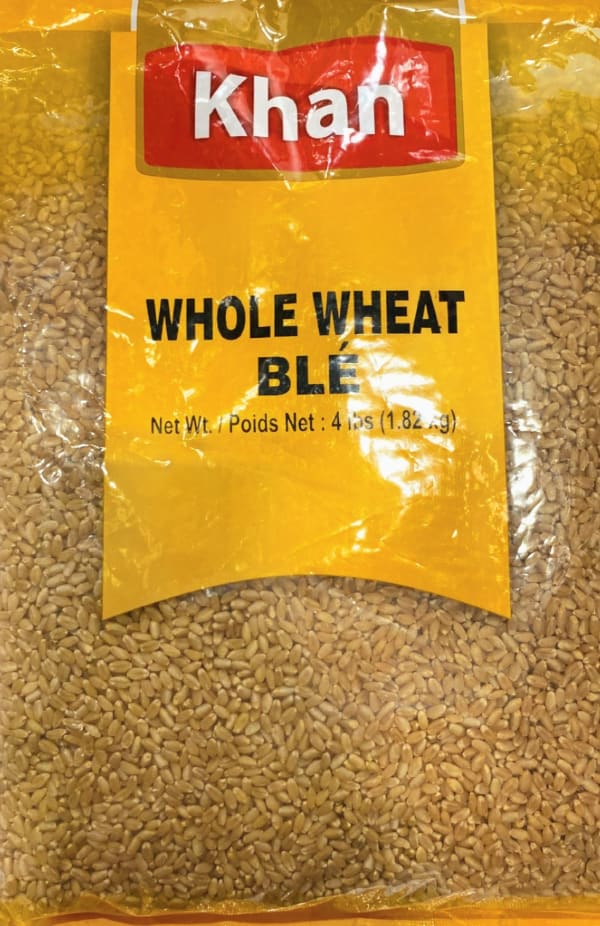 Khan
WHOLE WHEAT
BLÉ
Net Wt. / Poids Net : 4 lbs (1.82 kg)